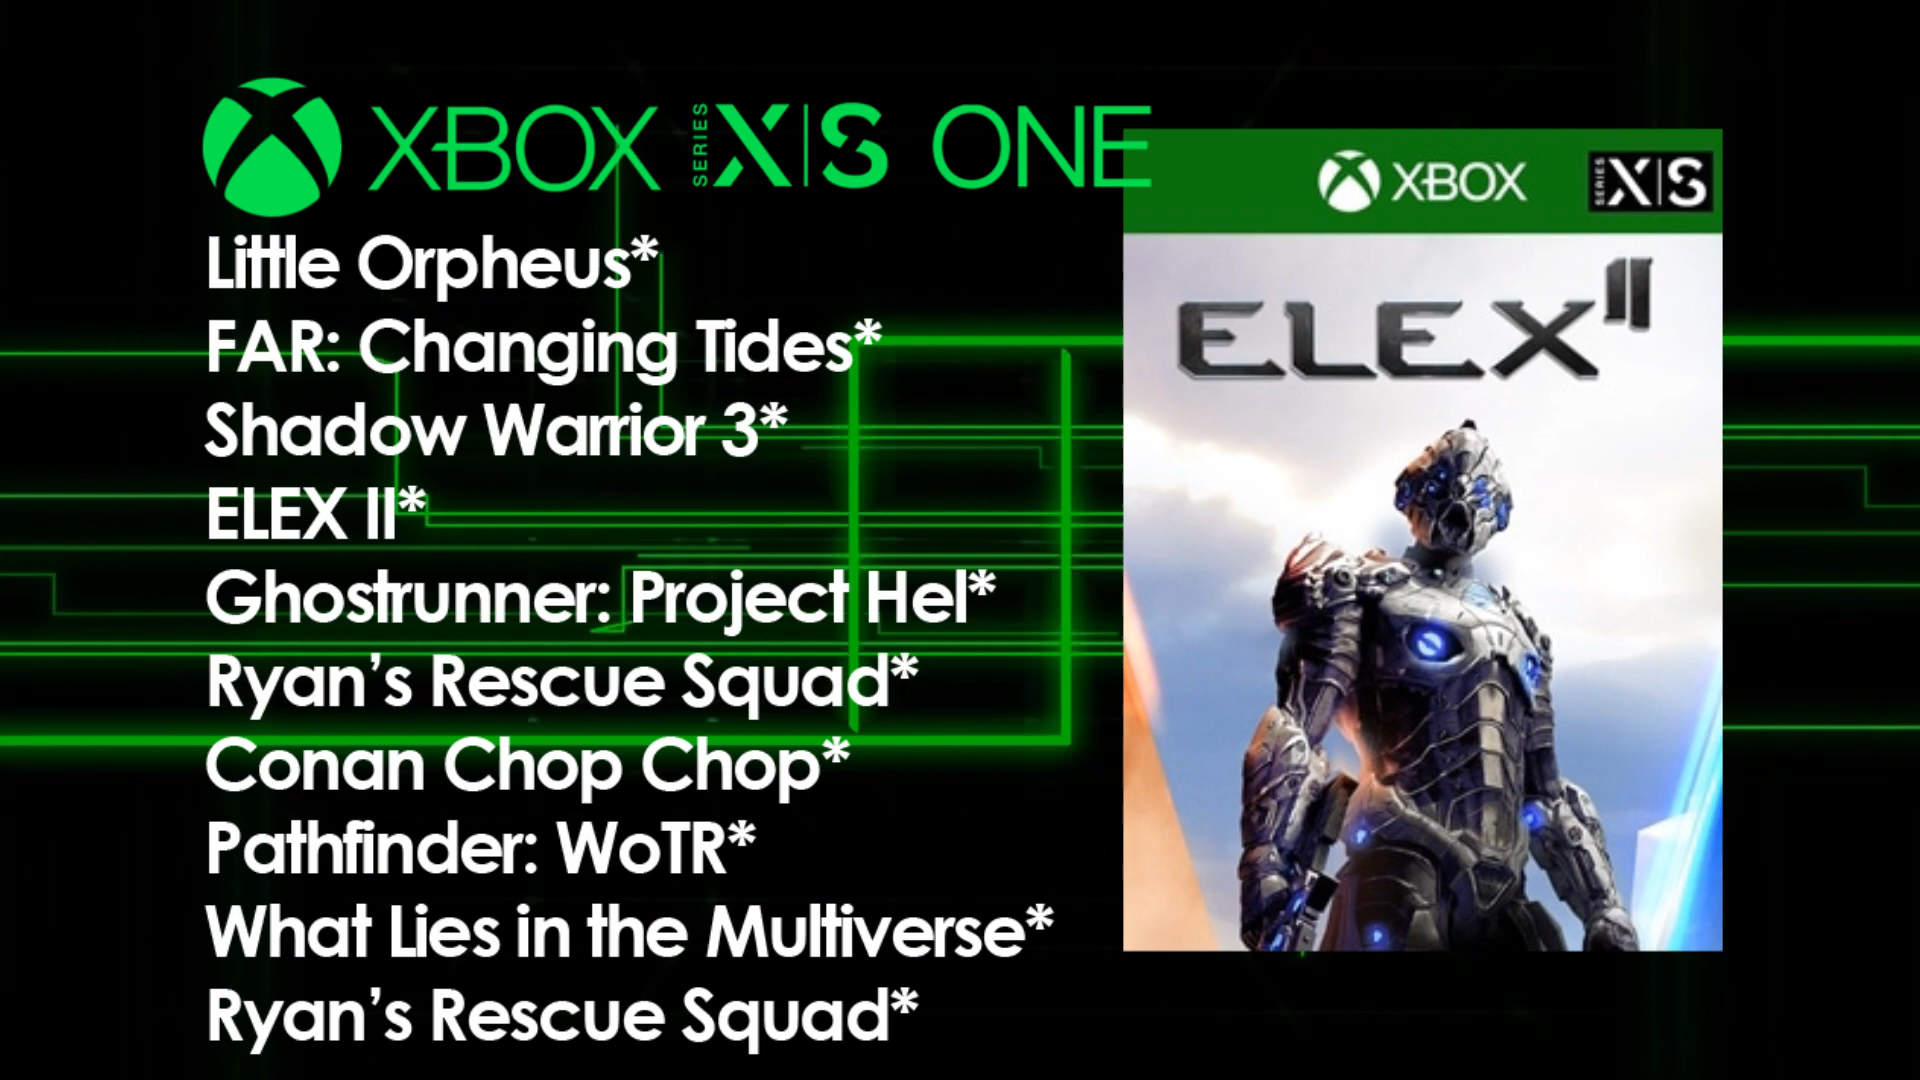 XBOX SERIES X|S ONE
Little Orpheus*
FAR: Changing Tides*
Shadow Warrior 3*
ELEX II*
Ghostrunner: Project Hel*
Ryan’s Rescue Squad*
Conan Chop Chop*
Pathfinder: WoTR*
What Lies in the Multiverse*
Ryan’s Rescue Squad*
XBOX SERIES X|S
ELEX II